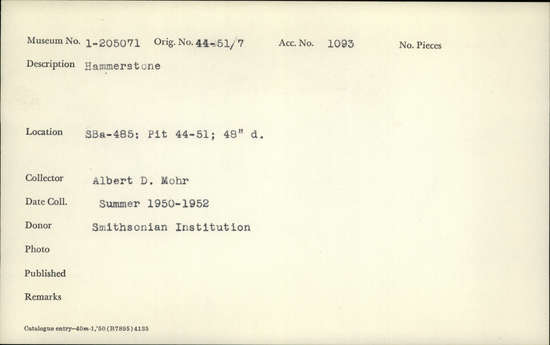 Museum No. 1-205071 Orig. No. 44-51/7 Acc. No. 1093 No. Pieces
Description Hammerstone
Location SBa-485; Pit 44-51; 48" d.
Collector Albert D. Mohr
Date Coll. Summer 1950-1952
Donor Smithsonian Institution
Photo
Published
Remarks
Catalogue entry—40m-1,'50 (B7895) 4135